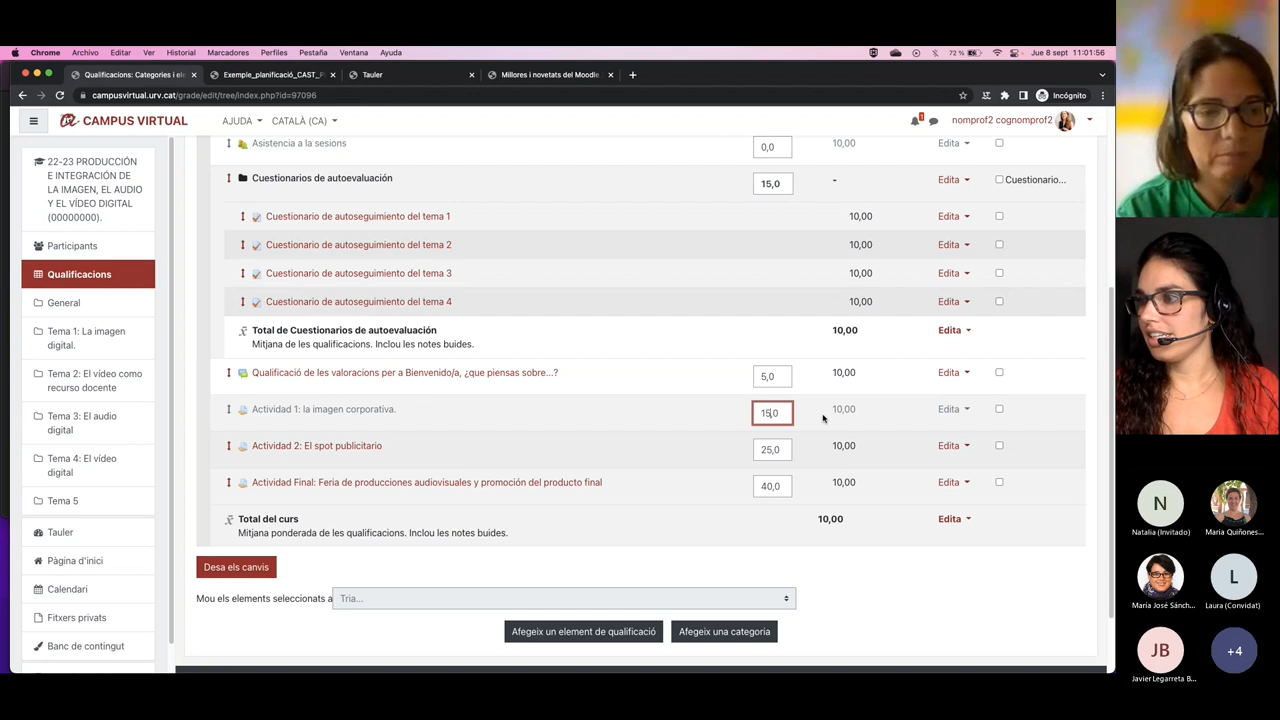 Chrome Arxiu Editar Ver Historial Marcadores Perfiles Pestaña Ventana Ayuda 72 % Jue 8 sept 11:01:56
Qualificacions: Categories i ele
Exemple_planificació_CAST_P
Tauler
Millores i novetats del Moodle
campusvirtual.urv.cat/grade/edit/tree/index.php?id=97096
Incógnito
CAMPUS VIRTUAL
AJUDA
CATALÀ (CA)
1
nomprof2 cognomprof2
22-23 PRODUCCIÓN
E INTEGRACIÓN
DE LA IMAGEN, EL AUDIO
Y EL VÍDEO DIGITAL
(00000000).
Participants
Qualificacions
General
Tema 1: La imagen
digital.
Tema 2: El vídeo como
recurso docente
Tema 3: El audio
digital
Tema 4: El vídeo
digital
Tema 5
Tauler
Pàgina d'inici
Calendari
Fitxers privats
Banc de contingut
Asistencia a la sesions 0,0 10,00 Edita
Cuestionarios de autoevaluación 15,0 - Edita Cuestionario...
Cuestionario de autoseguimiento del tema 1 10,00 Edita
Cuestionario de autoseguimiento del tema 2 10,00 Edita
Cuestionario de autoseguimiento del tema 3 10,00 Edita
Cuestionario de autoseguimiento del tema 4 10,00 Edita
Total de Cuestionarios de autoevaluación 10,00 Edita
Mitjana de les qualificacions. Inclou les notes buides.
Qualificació de les valoracions per a Bienvenido/a, ¿que piensas sobre...? 5,0 10,00 Edita
Actividad 1: la imagen corporativa. 15,0 10,00 Edita
Actividad 2: El spot publicitario 25,0 10,00 Edita
Actividad Final: Feria de producciones audiovisuales y promoción del producto final 40,0 10,00 Edita
Total del curs 10,00 Edita
Mitjana ponderada de les qualificacions. Inclou les notes buides.
Desa els canvis
Mou els elements seleccionats a Tria...
Afegeix un element de qualificació
Afegeix una categoria
N
Natalia (Invitado)
Maria Quiñones...
María José Sánch...
L
Laura (Convidat)
JB
Javier Legarreta B...
+4